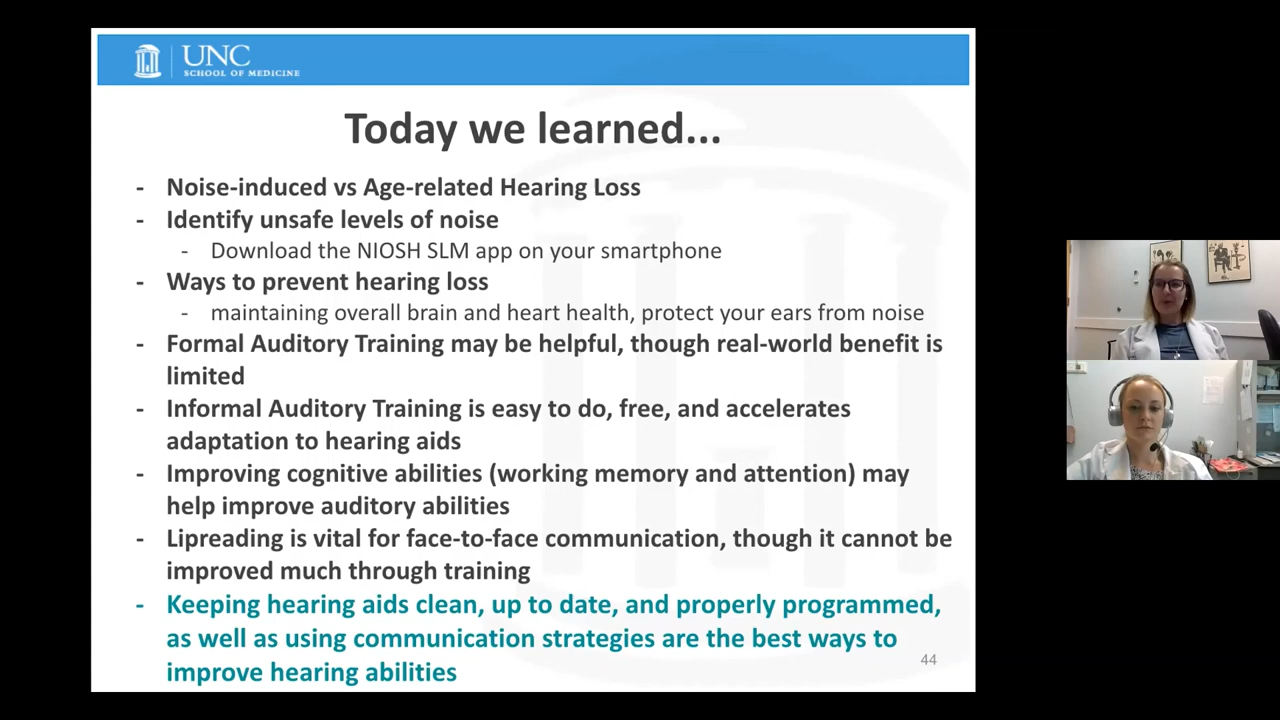 UNC
SCHOOL OF MEDICINE
Today we learned...
- Noise-induced vs Age-related Hearing Loss
- Identify unsafe levels of noise
- Download the NIOSH SLM app on your smartphone
- Ways to prevent hearing loss
- maintaining overall brain and heart health, protect your ears from noise
- Formal Auditory Training may be helpful, though real-world benefit is
limited
- Informal Auditory Training is easy to do, free, and accelerates
adaptation to hearing aids
- Improving cognitive abilities (working memory and attention) may
help improve auditory abilities
- Lipreading is vital for face-to-face communication, though it cannot be
improved much through training
- Keeping hearing aids clean, up to date, and properly programmed,
as well as using communication strategies are the best ways to
improve hearing abilities
44